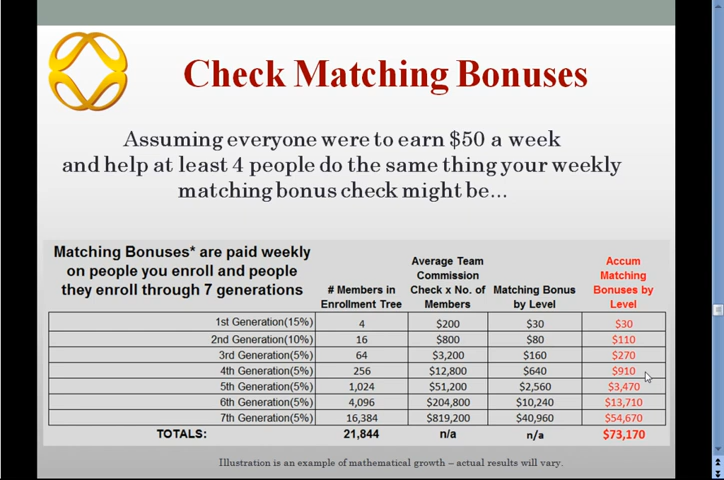 Check Matching Bonuses
Assuming everyone were to earn $50 a week
and help at least 4 people do the same thing your weekly
matching bonus check might be...
Matching Bonuses* are paid weekly
on people you enroll and people
they enroll through 7 generations
# Members in
Enrollment Tree
Average Team
Commission
Check x No. of
Members
Matching Bonus
by Level
Accum
Matching
Bonuses by
Level
1st Generation(15%) 4 $200 $30 $30
2nd Generation(10%) 16 $800 $80 $110
3rd Generation(5%) 64 $3,200 $160 $270
4th Generation(5%) 256 $12,800 $640 $910
5th Generation(5%) 1,024 $51,200 $2,560 $3,470
6th Generation(5%) 4,096 $204,800 $10,240 $13,710
7th Generation(5%) 16,384 $819,200 $40,960 $54,670
TOTALS: 21,844 n/a n/a $73,170
Illustration is an example of mathematical growth – actual results will vary.